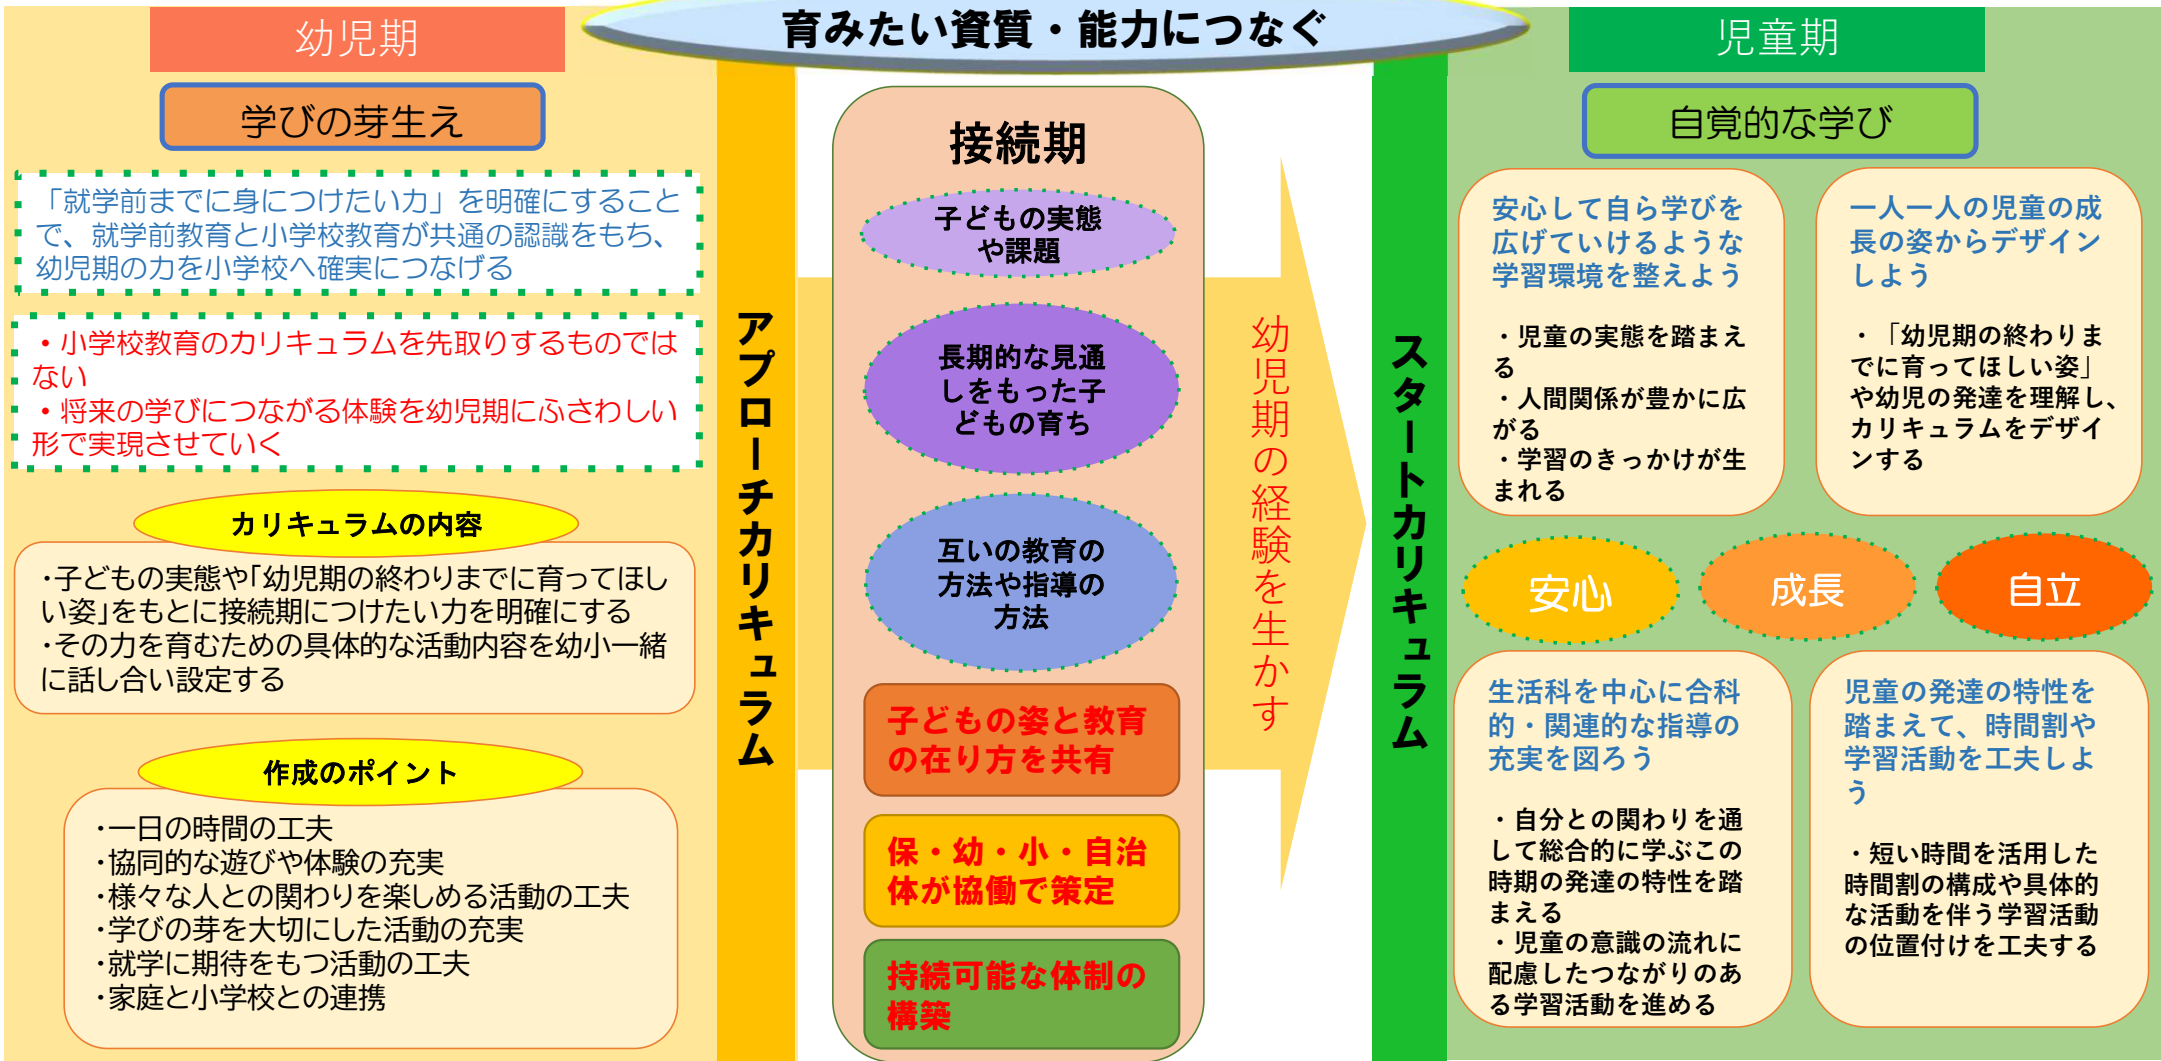 育みたい資質・能力につなぐ
幼児期
学びの芽生え
「就学前までに身につけたい力」を明確にすること
で、就学前教育と小学校教育が共通の認識をもち、
幼児期の力を小学校へ確実につなげる
・小学校教育のカリキュラムを先取りするものでは
ない
・将来の学びにつながる体験を幼児期にふさわしい
形で実現させていく
カリキュラムの内容
・子どもの実態や「幼児期の終わりまでに育ってほし
い姿」をもとに接続期につけたい力を明確にする
・その力を育むための具体的な活動内容を幼小一緒
に話し合い設定する
作成のポイント
・一日の時間の工夫
・協同的な遊びや体験の充実
・様々な人との関わりを楽しめる活動の工夫
・学びの芽を大切にした活動の充実
・就学に期待をもつ活動の工夫
・家庭と小学校との連携
アプローチカリキュラム
接続期
子どもの実態
や課題
長期的な見通
しをもった子
どもの育ち
互いの教育の
方法や指導の
方法
子どもの姿と教育
の在り方を共有
保・幼・小・自治
体が協働で策定
持続可能な体制の
構築
幼児期の経験を生かす
スタートカリキュラム
児童期
自覚的な学び
安心して自ら学びを
広げていけるような
学習環境を整えよう
・児童の実態を踏まえ
る
・人間関係が豊かに広
がる
・学習のきっかけが生
まれる
一人一人の児童の成
長の姿からデザイン
しよう
・「幼児期の終わりま
でに育ってほしい姿」
や幼児の発達を理解し、
カリキュラムをデザイ
ンする
安心
成長
自立
生活科を中心に合科
的・関連的な指導の
充実を図ろう
・自分との関わりを通
して総合的に学ぶこの
時期の発達の特性を踏
まえる
・児童の意識の流れに
配慮したつながりのあ
る学習活動を進める
児童の発達の特性を
踏まえて、時間割や
学習活動を工夫しよ
う
・短い時間を活用した
時間割の構成や具体的
な活動を伴う学習活動
の位置付けを工夫する